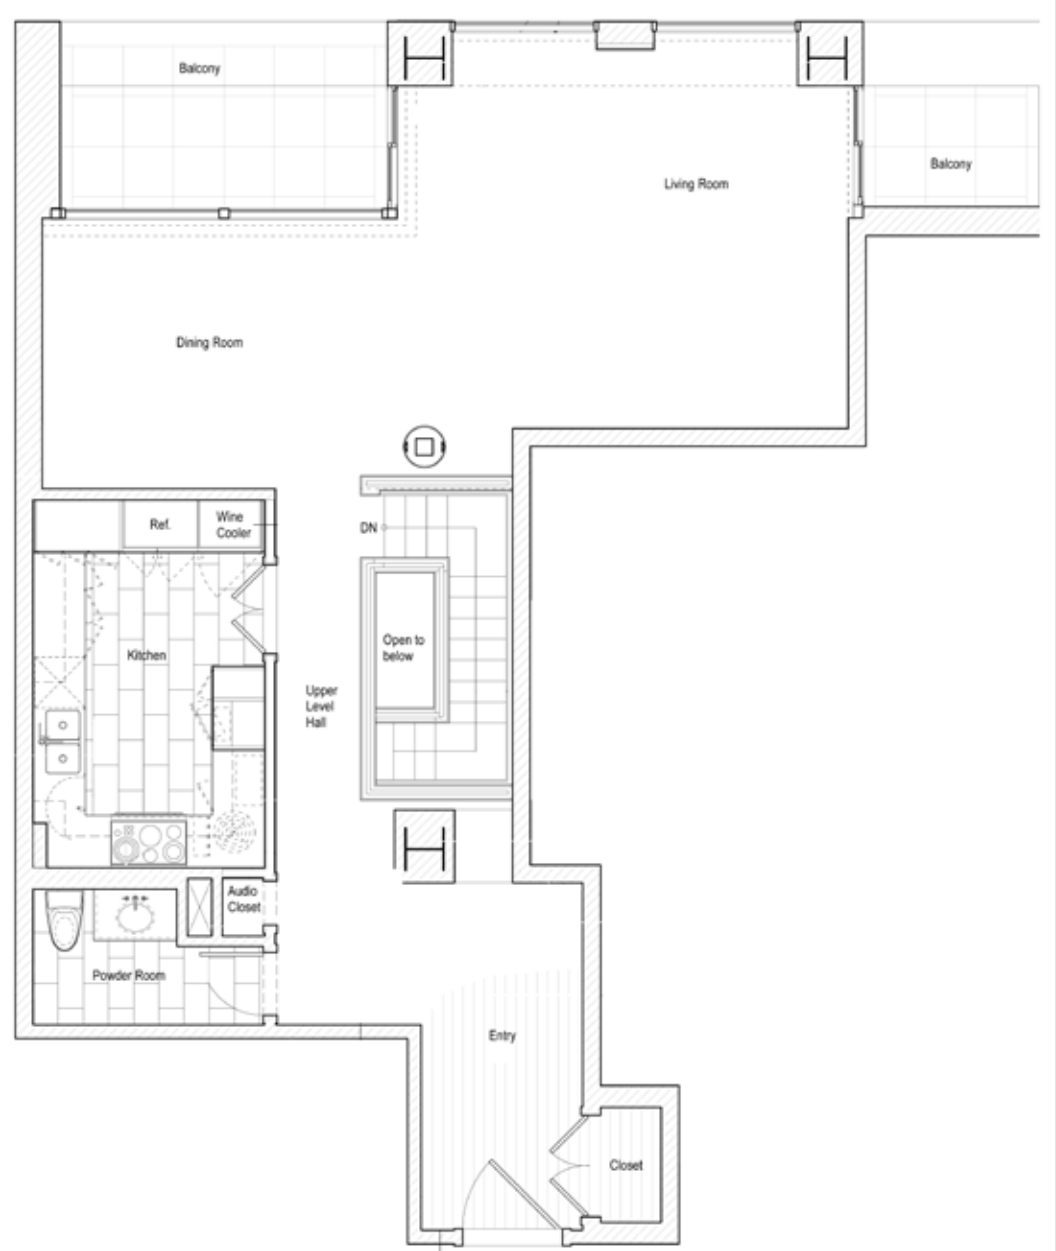 Balcony
Balcony
Living Room
Dining Room
Ref.
Wine
Cooler
DN
Kitchen
Open to
below
Upper
Level
Hall
Audio
Closet
Powder Room
Entry
Closet